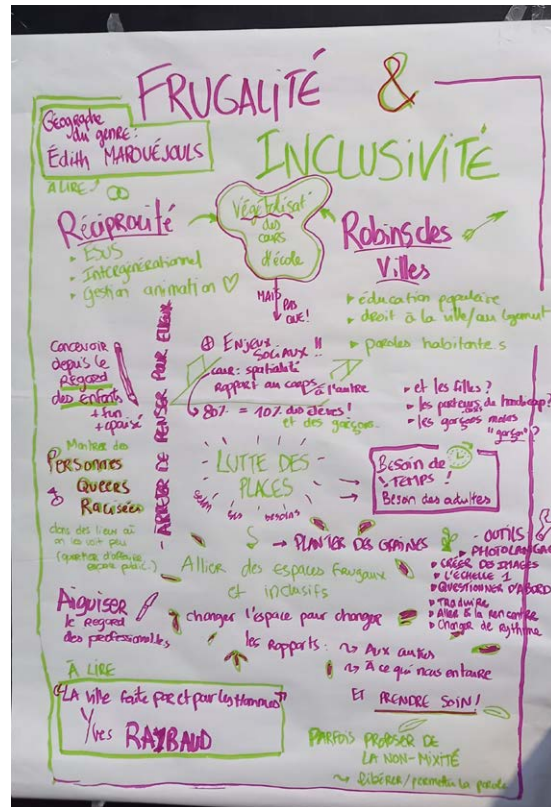 FRUGALITÉ &
INCLUSIVITÉ
Géographe
du genre:
Édith MARUÉJOULS
À LIRE!
Végétalisat°
des
cours
d'école
Réciprocité
ESUS
Intergénérationnel
Gestion animation
Robins des
Villes
éducation populaire
droit à la ville/au logement
paroles habitante.s
MAIS PAS
QUE!
Concevoir
depuis le
Regard
des enfants
+ fun
+ apaisé
ARRÊTER DE PENSER POUR
⊕ ENJEUX
SOCIAUX !!
cour: spatialité
rapport au corps
à l'autre
80% = 10% des élèves!
et des garçons...
et les filles?
les porteurs de handicap?
les garçons moins
"garçon"?
Montrer des
PERSONNES
QUEERS
RACISÉES
dans des lieux où
on les voit peu
(quartier d'affaire,
espace public...)
LUTTE DES
PLACES
SELON SES besoins
Besoin de
TEMPS!
Besoin des adultes
→ PLANTER DES GRAINES
Allier des espaces frugaux
et inclusifs
OUTILS
PHOTOLANGAGE
CRÉER DES IMAGES
L'ÉCHELLE 1
QUESTIONNER D'ABORD
TRADUIRE
Aller à la rencontre
Changer de Rythme
Aiguiser
le regard
des professionnel.les
changer l'espace pour changer
les rapports: ~> Aux autres
~> À ce qui nous entoure
ET PRENDRE SOIN!
À LIRE
"LA ville faite par et pour les Hommes"
Yves RAYBAUD
PARFOIS PROPOSER DE
LA NON-MIXITÉ
~> libérer/permettre la parole